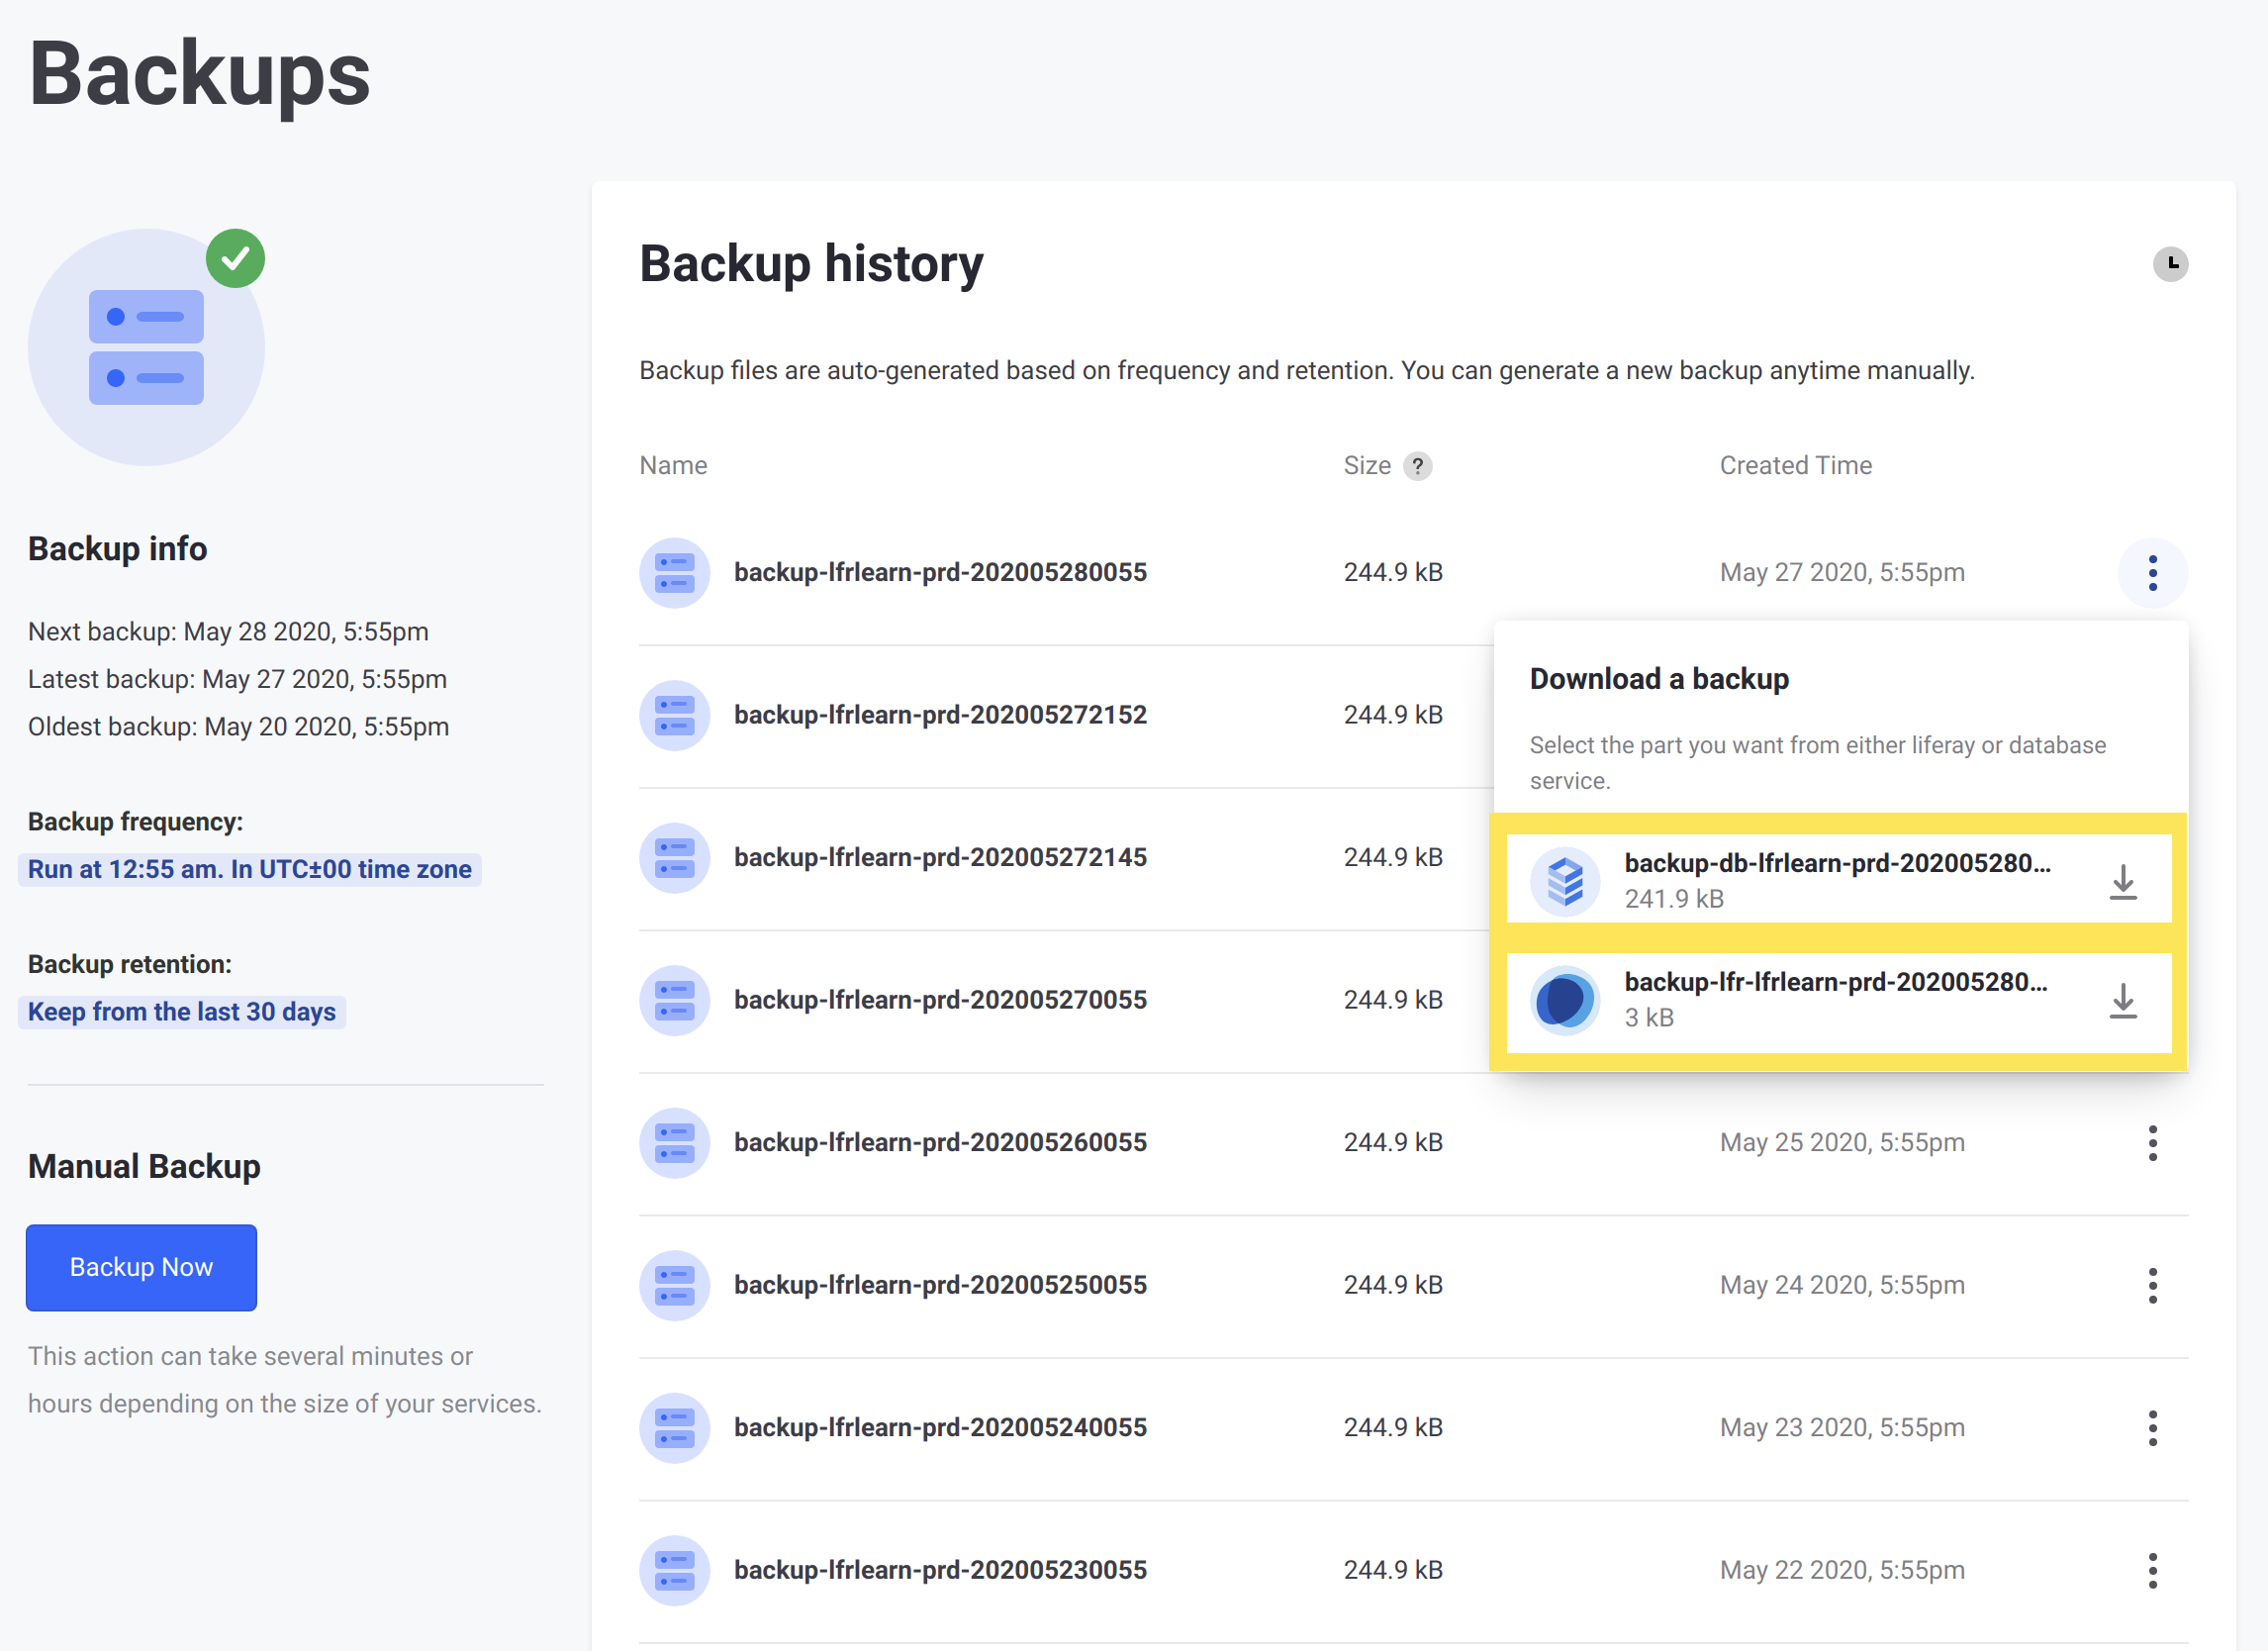 Backups
Backup info
Next backup: May 28 2020, 5:55pm
Latest backup: May 27 2020, 5:55pm
Oldest backup: May 20 2020, 5:55pm
Backup frequency:
Run at 12:55 am. In UTC±00 time zone
Backup retention:
Keep from the last 30 days
Manual Backup
Backup Now
This action can take several minutes or
hours depending on the size of your services.
Backup history
Backup files are auto-generated based on frequency and retention. You can generate a new backup anytime manually.
Name Size ? Created Time
backup-lfrlearn-prd-202005280055 244.9 kB May 27 2020, 5:55pm
backup-lfrlearn-prd-202005272152 244.9 kB
backup-lfrlearn-prd-202005272145 244.9 kB
backup-lfrlearn-prd-202005270055 244.9 kB
Download a backup
Select the part you want from either liferay or database
service.
backup-db-lfrlearn-prd-202005280...
241.9 kB
backup-lfr-lfrlearn-prd-202005280...
3 kB
backup-lfrlearn-prd-202005260055 244.9 kB May 25 2020, 5:55pm
backup-lfrlearn-prd-202005250055 244.9 kB May 24 2020, 5:55pm
backup-lfrlearn-prd-202005240055 244.9 kB May 23 2020, 5:55pm
backup-lfrlearn-prd-202005230055 244.9 kB May 22 2020, 5:55pm